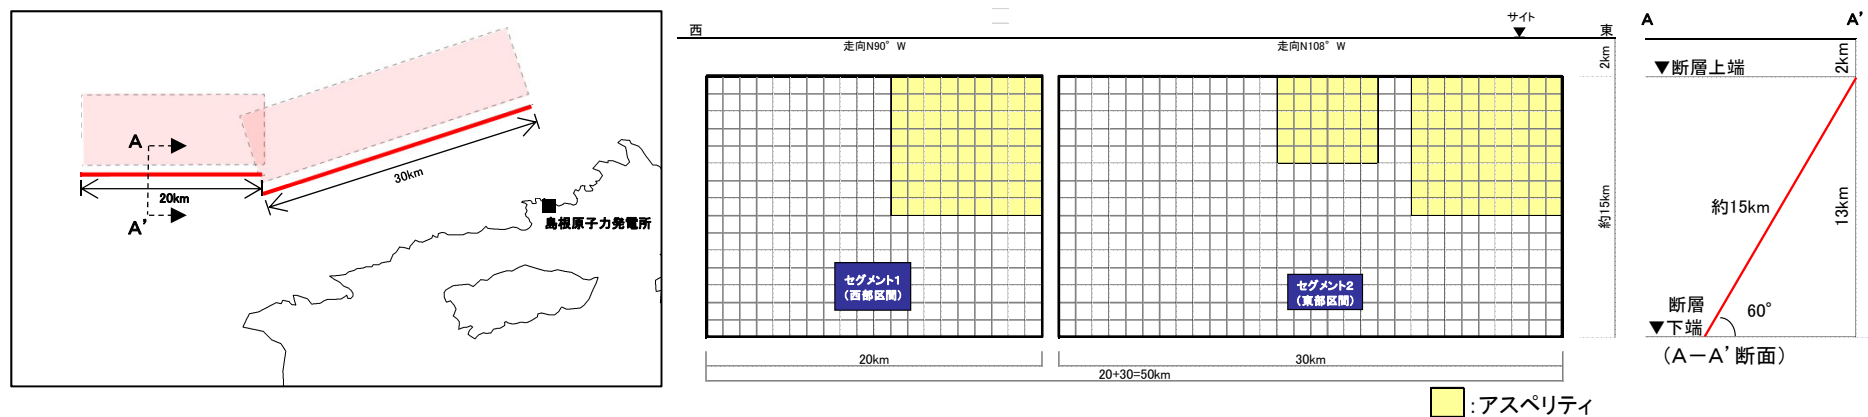 A
A'
20km
30km
島根原子力発電所
西
サイト
東
走向N90° W
走向N108° W
2km
約15km
セグメント1
(西部区間)
セグメント2
(東部区間)
20km
30km
20+30=50km
:アスペリティ
A
A'
▼断層上端
2km
約15km
13km
60°
断層
▼下端
(A-A'断面)